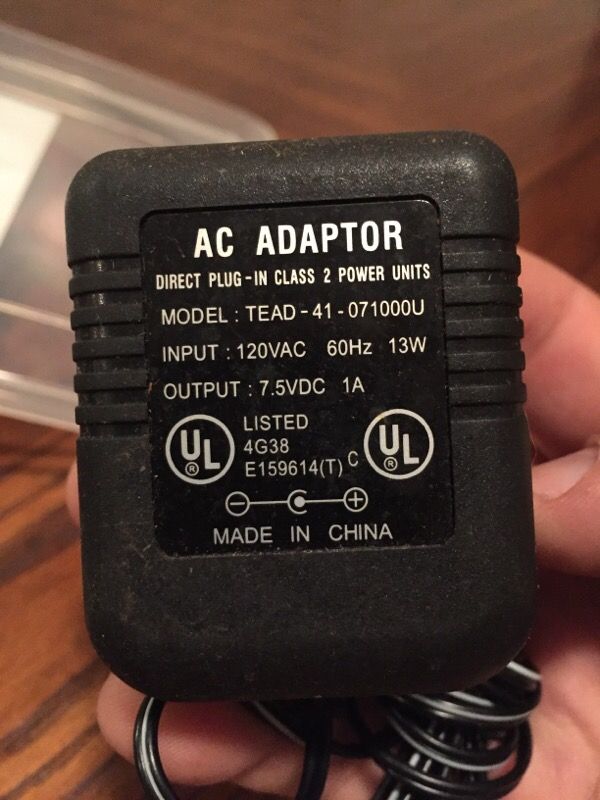 AC ADAPTOR
DIRECT PLUG-IN CLASS 2 POWER UNITS
MODEL : TEAD-41-071000U
INPUT : 120VAC 60Hz 13W
OUTPUT : 7.5VDC 1A
UL ® LISTED
4G38
E159614(T)
C UL ®
MADE IN CHINA